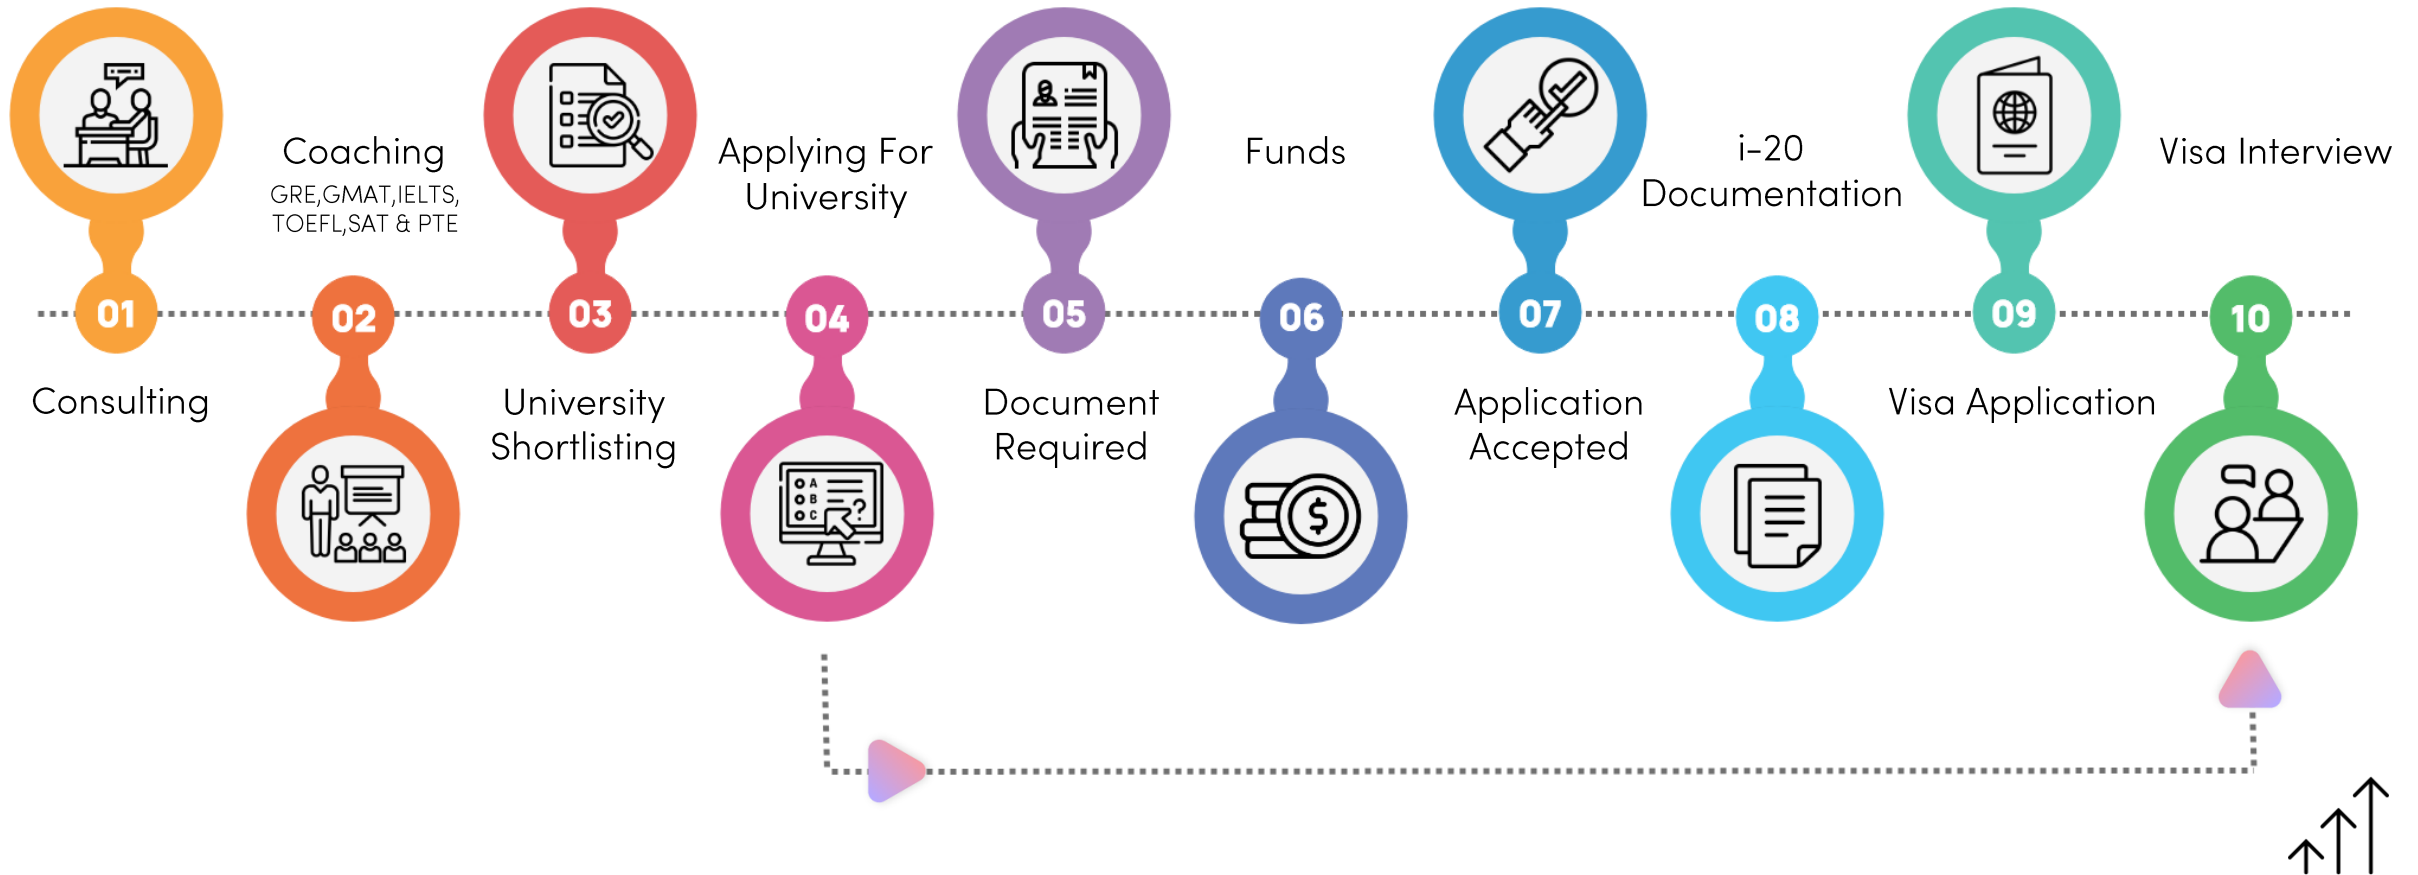 01
Consulting
Coaching
GRE,GMAT,IELTS,
TOEFL,SAT & PTE
02
03
University
Shortlisting
Applying For
University
04
A
B
C
?
05
Document
Required
Funds
06
$
07
Application
Accepted
i-20
Documentation
08
09
Visa Application
Visa Interview
10